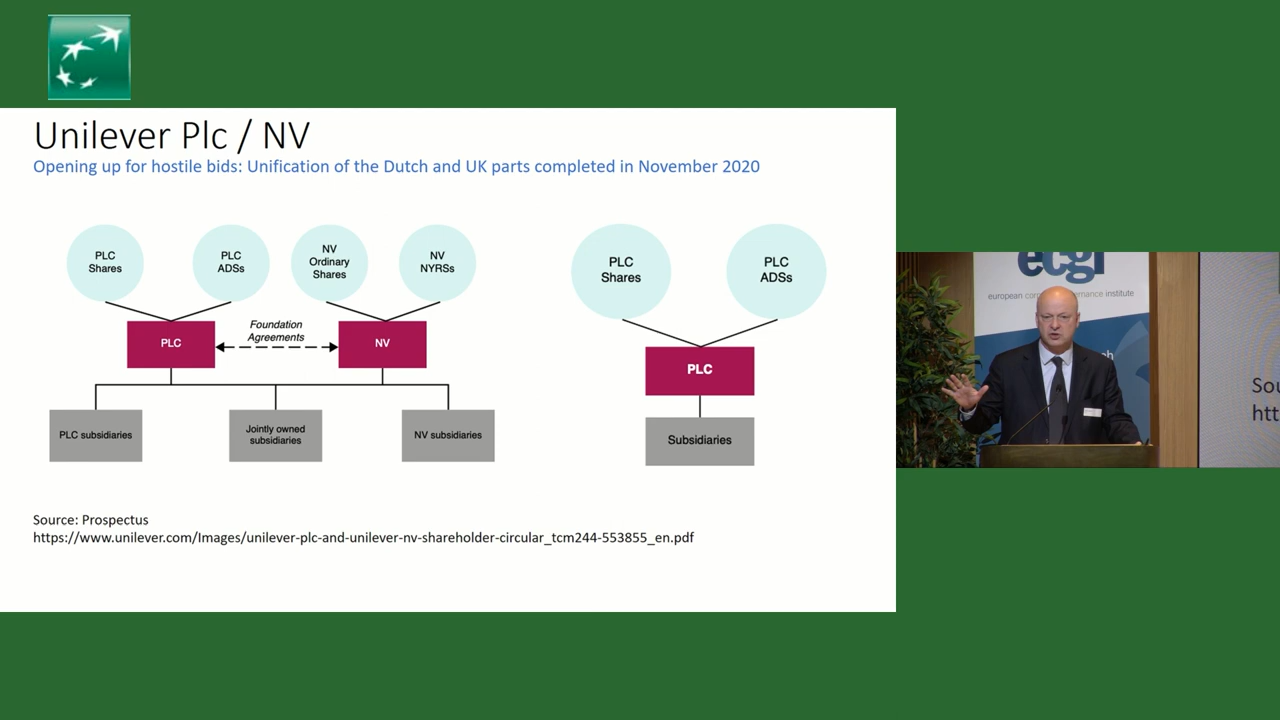 Unilever Plc / NV
Opening up for hostile bids: Unification of the Dutch and UK parts completed in November 2020
PLC
Shares
PLC
ADSs
NV
Ordinary
Shares
NV
NYRSs
Foundation
Agreements
PLC
NV
PLC subsidiaries
Jointly owned
subsidiaries
NV subsidiaries
PLC
Shares
PLC
ADSs
PLC
Subsidiaries
Source: Prospectus
https://www.unilever.com/Images/unilever-plc-and-unilever-nv-shareholder-circular_tcm244-553855_en.pdf
ecgi
european institute
Sou
htt